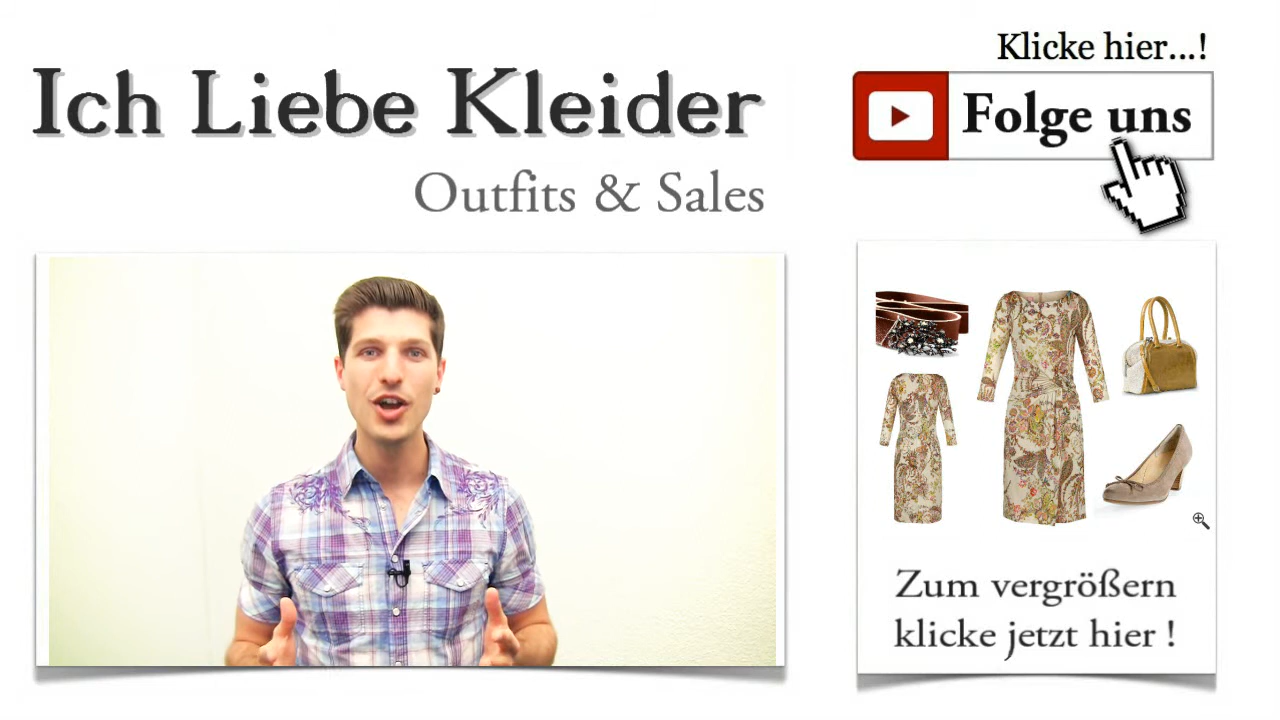 Ich Liebe Kleider
Outfits & Sales
Klicke hier...!
Folge uns
Zum vergrößern
klicke jetzt hier !